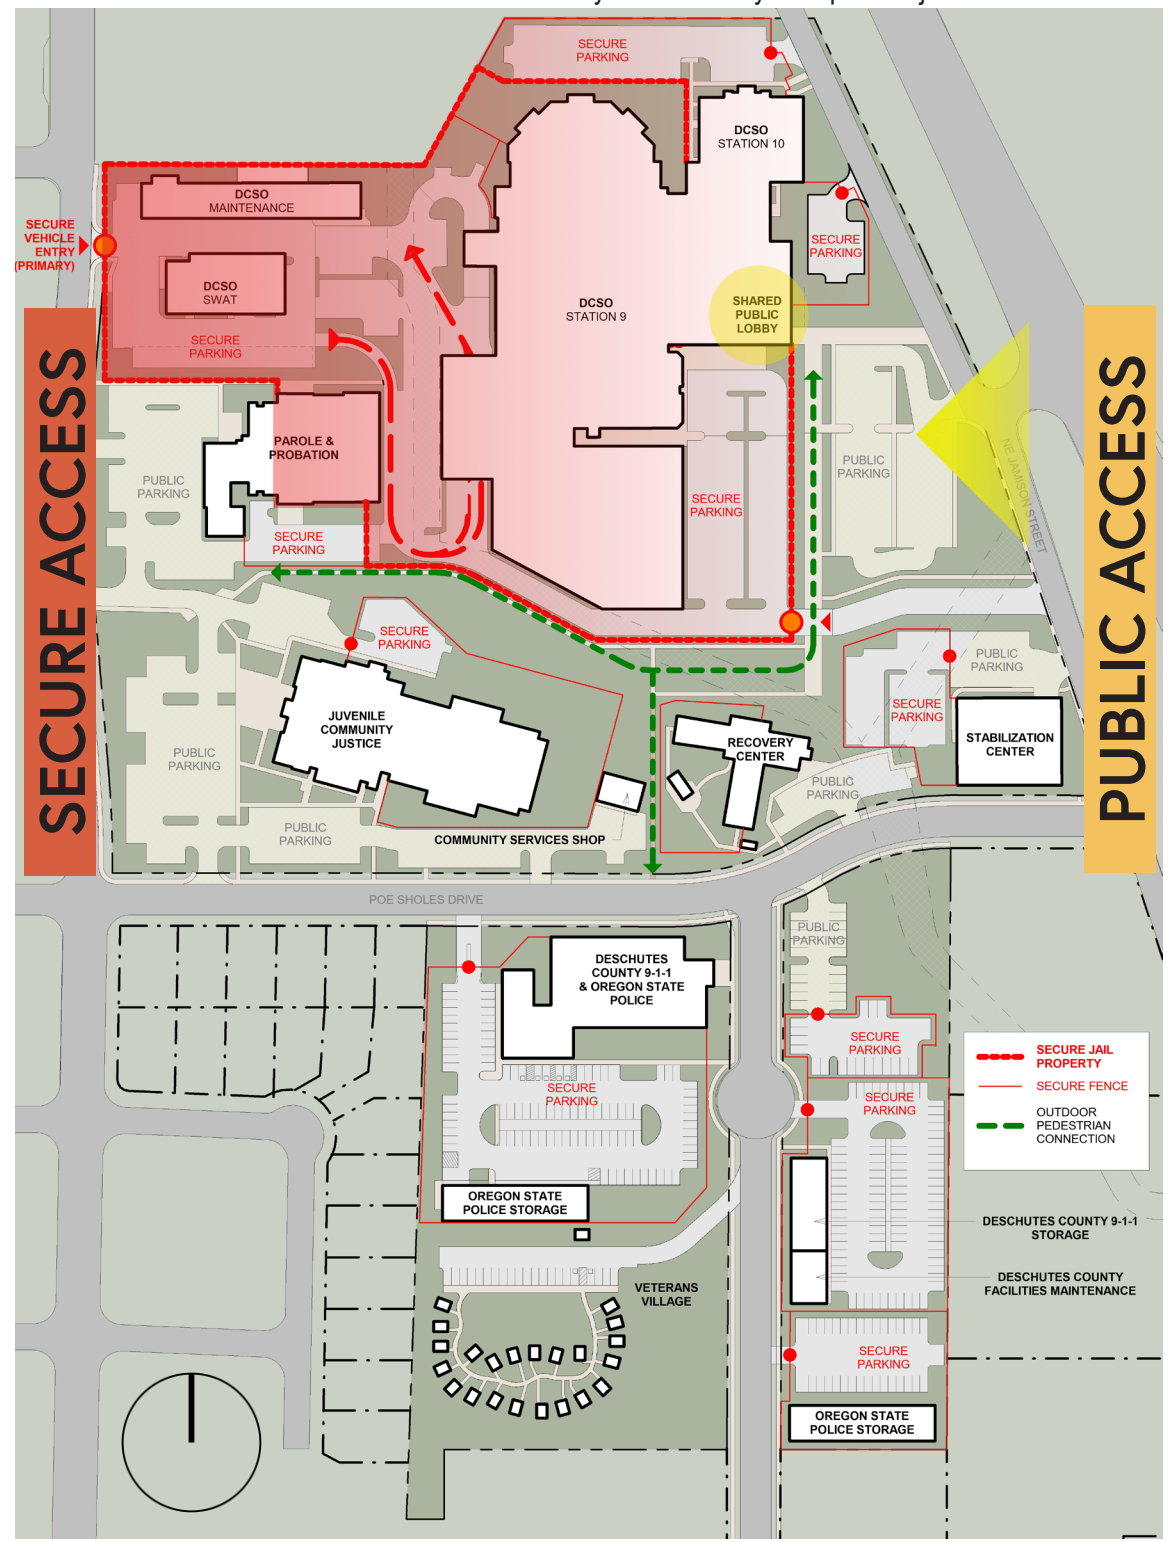 SECURE
PARKING
DCSO
STATION 10
DCSO
MAINTENANCE
SECURE
VEHICLE
ENTRY
(PRIMARY)
SECURE
PARKING
DCSO
SWAT
DCSO
STATION 9
SHARED
PUBLIC
LOBBY
SECURE
PARKING
SECURE ACCESS
PUBLIC ACCESS
PAROLE &
PROBATION
PUBLIC
PARKING
PUBLIC
PARKING
SECURE
PARKING
NE JAMISON STREET
SECURE
PARKING
SECURE
PARKING
PUBLIC
PARKING
SECURE
PARKING
JUVENILE
COMMUNITY
JUSTICE
RECOVERY
CENTER
STABILIZATION
CENTER
PUBLIC
PARKING
PUBLIC
PARKING
PUBLIC
PARKING
COMMUNITY SERVICES SHOP
POE SHOLES DRIVE
PUBLIC
PARKING
DESCHUTES
COUNTY 9-1-1
& OREGON STATE
POLICE
SECURE
PARKING
SECURE JAIL
PROPERTY
SECURE FENCE
OUTDOOR
PEDESTRIAN
CONNECTION
SECURE
PARKING
SECURE
PARKING
OREGON STATE
POLICE STORAGE
DESCHUTES COUNTY 9-1-1
STORAGE
DESCHUTES COUNTY
FACILITIES MAINTENANCE
VETERANS
VILLAGE
SECURE
PARKING
OREGON STATE
POLICE STORAGE